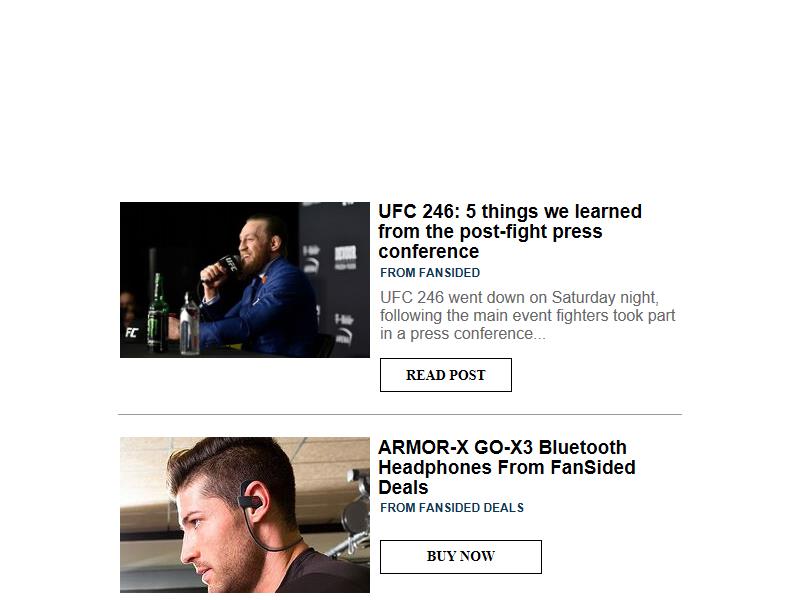 UFC 246: 5 things we learned
from the post-fight press
conference
FROM FANSIDED
UFC 246 went down on Saturday night,
following the main event fighters took part
in a press conference...
READ POST
UFC
FC
ARMOR-X GO-X3 Bluetooth
Headphones From FanSided
Deals
FROM FANSIDED DEALS
BUY NOW